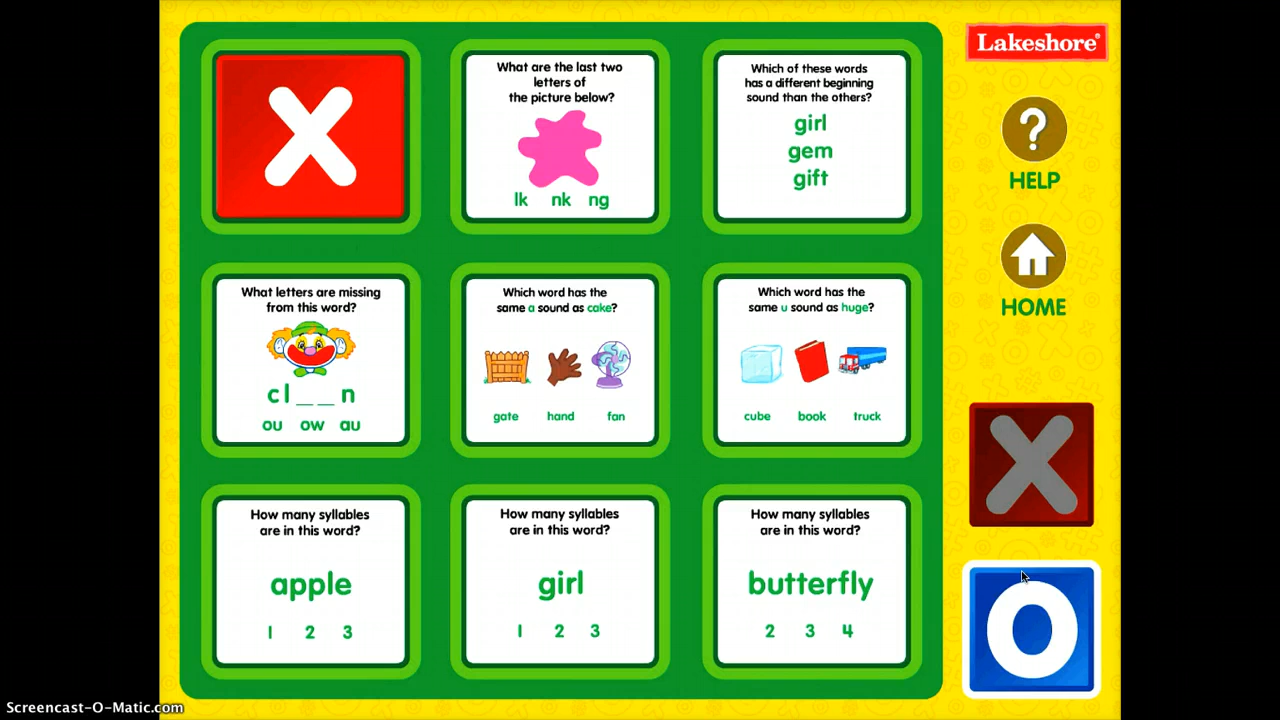 X
What are the last two
letters of
the picture below?
lk nk ng
Which of these words
has a different beginning
sound than the others?
girl
gem
gift
What letters are missing
from this word?
cl _ _ n
ou ow au
Which word has the
same a sound as cake?
gate hand fan
Which word has the
same u sound as huge?
cube book truck
How many syllables
are in this word?
apple
1 2 3
How many syllables
are in this word?
girl
1 2 3
How many syllables
are in this word?
butterfly
2 3 4
Lakeshore®
?
HELP
HOME
X
O
Screencast-O-Matic.com